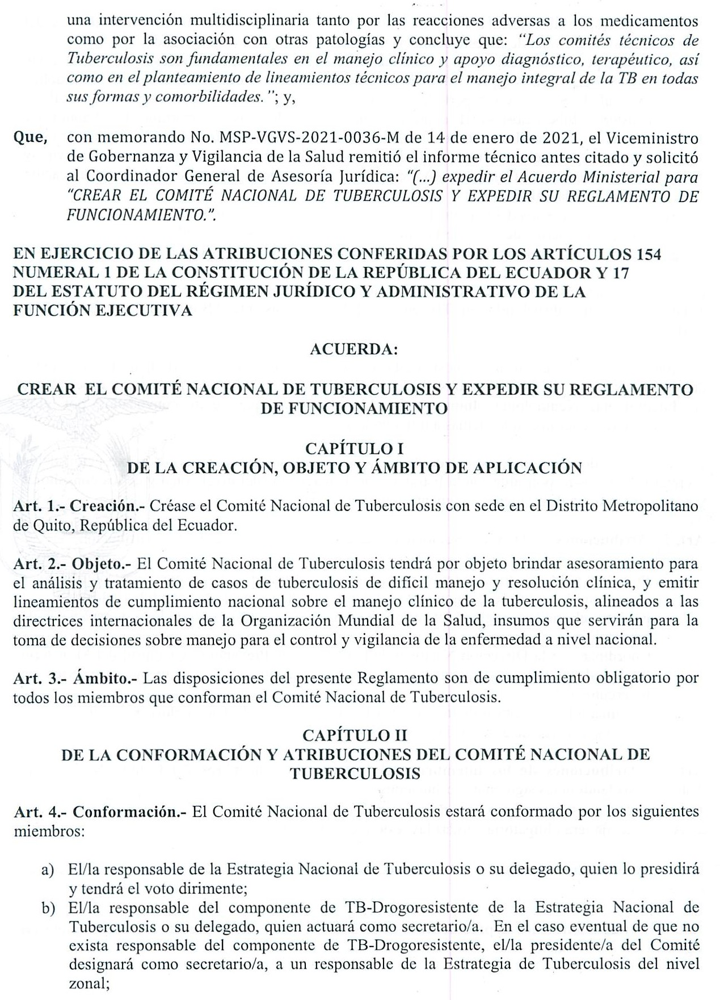 una intervención multidisciplinaria tanto por las reacciones adversas a los medicamentos
como por la asociación con otras patologías y concluye que: “Los comités técnicos de
Tuberculosis son fundamentales en el manejo clínico y apoyo diagnóstico, terapéutico, así
como en el planteamiento de lineamientos técnicos para el manejo integral de la TB en todas
sus formas y comorbilidades. ”; y,
Que, con memorando No. MSP-VGVS-2021-0036-M de 14 de enero de 2021, el Viceministro
de Gobernanza y Vigilancia de la Salud remitió el informe técnico antes citado y solicitó
al Coordinador General de Asesoría Jurídica: “(...) expedir el Acuerdo Ministerial para
“CREAR EL COMITÉ NACIONAL DE TUBERCULOSIS Y EXPEDIR SU REGLAMENTO DE
FUNCIONAMIENTO.”.
EN EJERCICIO DE LAS ATRIBUCIONES CONFERIDAS POR LOS ARTÍCULOS 154
NUMERAL 1 DE LA CONSTITUCIÓN DE LA REPÚBLICA DEL ECUADOR Y 17
DEL ESTATUTO DEL RÉGIMEN JURÍDICO Y ADMINISTRATIVO DE LA
FUNCIÓN EJECUTIVA
ACUERDA:
CREAR EL COMITÉ NACIONAL DE TUBERCULOSIS Y EXPEDIR SU REGLAMENTO
DE FUNCIONAMIENTO
CAPÍTULO I
DE LA CREACIÓN, OBJETO Y ÁMBITO DE APLICACIÓN
Art. 1.- Creación.- Créase el Comité Nacional de Tuberculosis con sede en el Distrito Metropolitano
de Quito, República del Ecuador.
Art. 2.- Objeto.- El Comité Nacional de Tuberculosis tendrá por objeto brindar asesoramiento para
el análisis y tratamiento de casos de tuberculosis de difícil manejo y resolución clínica, y emitir
lineamientos de cumplimiento nacional sobre el manejo clínico de la tuberculosis, alineados a las
directrices internacionales de la Organización Mundial de la Salud, insumos que servirán para la
toma de decisiones sobre manejo para el control y vigilancia de la enfermedad a nivel nacional.
Art. 3.- Ámbito.- Las disposiciones del presente Reglamento son de cumplimiento obligatorio por
todos los miembros que conforman el Comité Nacional de Tuberculosis.
CAPÍTULO II
DE LA CONFORMACIÓN Y ATRIBUCIONES DEL COMITÉ NACIONAL DE
TUBERCULOSIS
Art. 4.- Conformación.- El Comité Nacional de Tuberculosis estará conformado por los siguientes
miembros:
a) El/la responsable de la Estrategia Nacional de Tuberculosis o su delegado, quien lo presidirá
y tendrá el voto dirimente;
b) El/la responsable del componente de TB-Drogoresistente de la Estrategia Nacional de
Tuberculosis o su delegado, quien actuará como secretario/a. En el caso eventual de que no
exista responsable del componente de TB-Drogoresistente, el/la presidente/a del Comité
designará como secretario/a, a un responsable de la Estrategia de Tuberculosis del nivel
zonal;